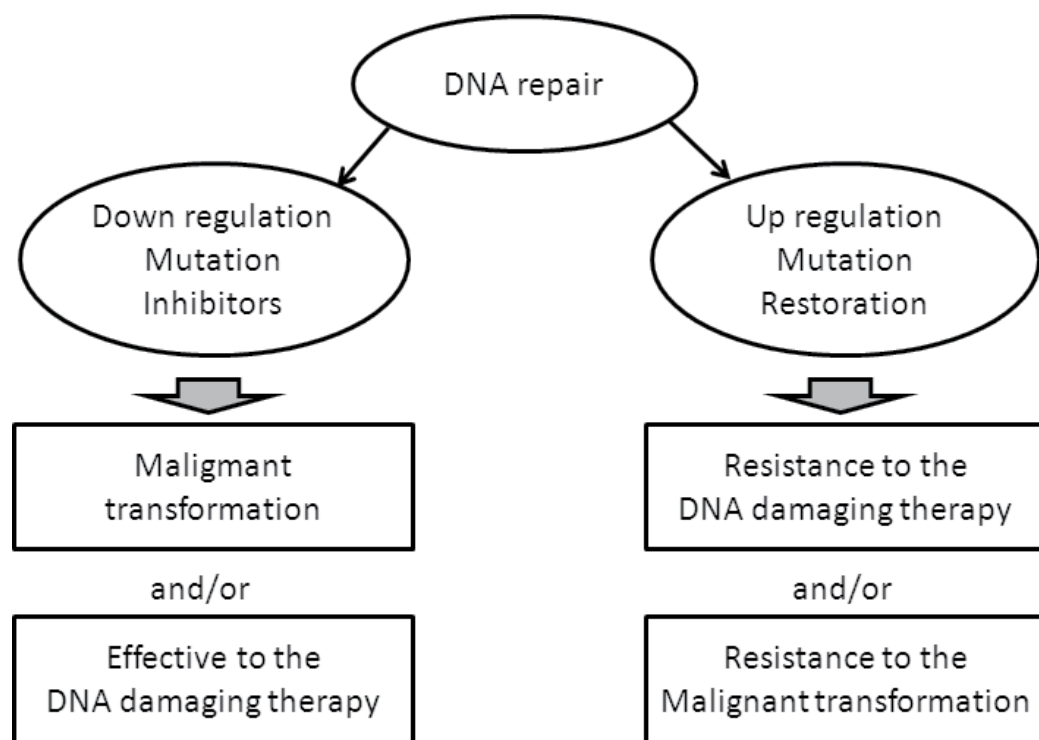 DNA repair
Down regulation
Mutation
Inhibitors
Up regulation
Mutation
Restoration
Maligmant
transformation
and/or
Effective to the
DNA damaging therapy
Resistance to the
DNA damaging therapy
and/or
Resistance to the
Malignant transformation